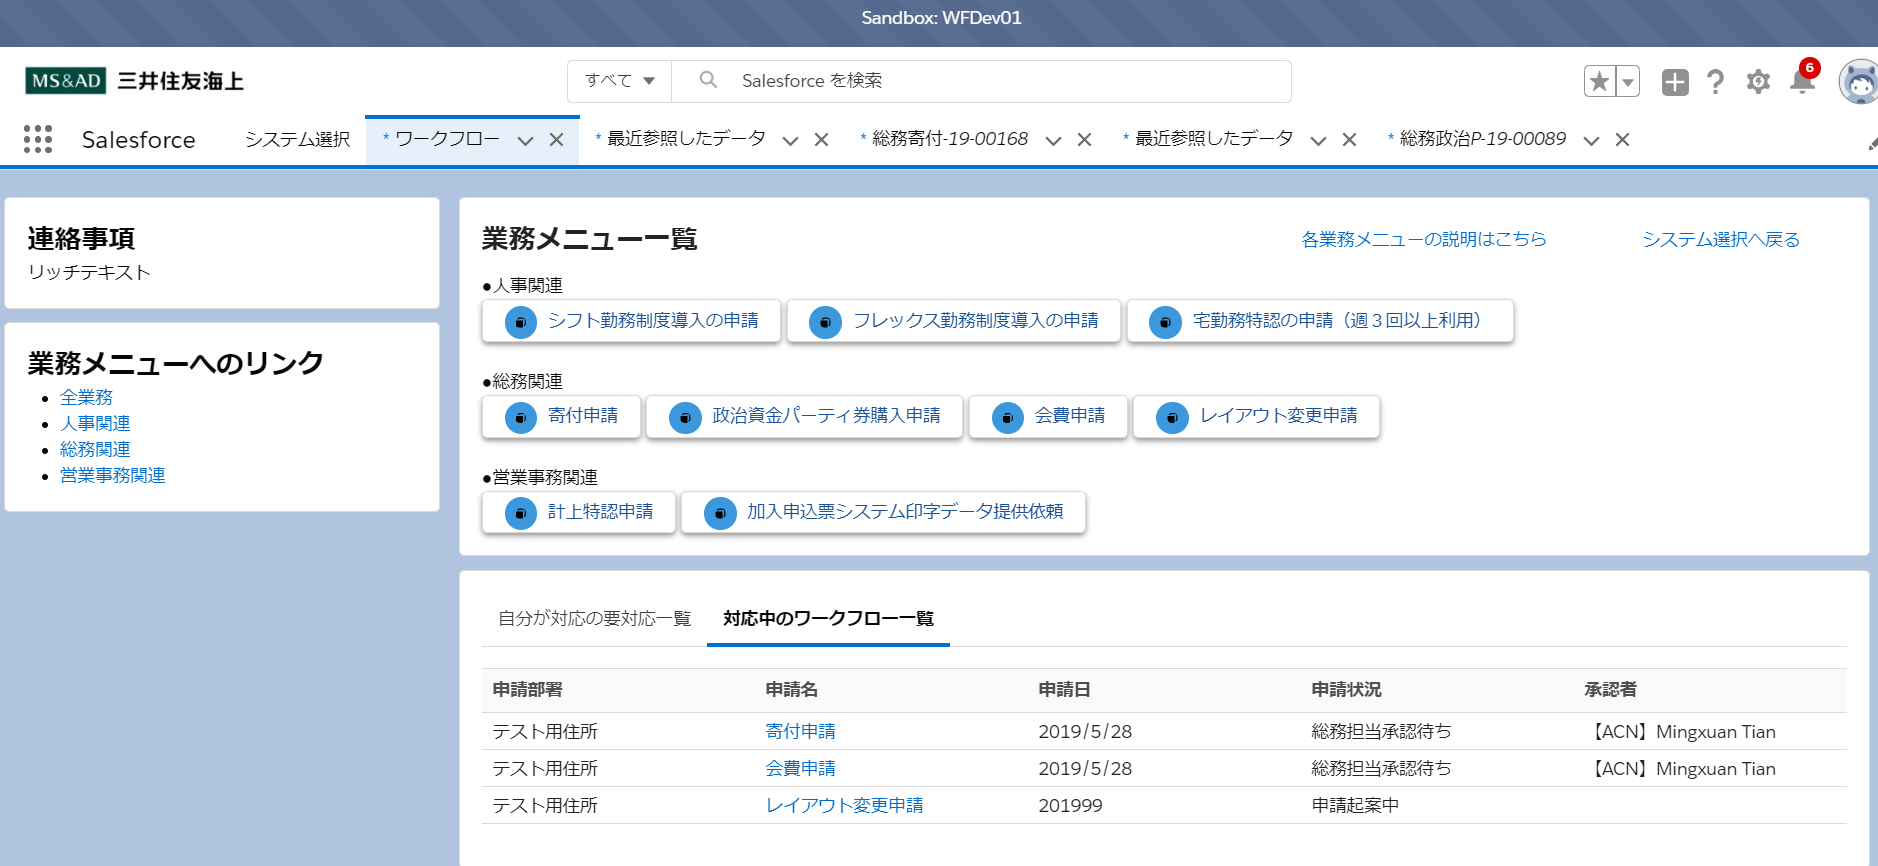 Sandbox: WFDev01
MS&AD 三井住友海上
すべて Salesforce を検索
6
Salesforce システム選択 * ワークフロー * 最近参照したデータ * 総務寄付-19-00168 * 最近参照したデータ * 総務政治P-19-00089
連絡事項
リッチテキスト
業務メニューへのリンク
全業務
人事関連
総務関連
営業事務関連
業務メニュー一覧 各業務メニューの説明はこちら システム選択へ戻る
●人事関連
シフト勤務制度導入の申請 フレックス勤務制度導入の申請 宅勤務特認の申請（週３回以上利用）
●総務関連
寄付申請 政治資金パーティ券購入申請 会費申請 レイアウト変更申請
●営業事務関連
計上特認申請 加入申込票システム印字データ提供依頼
自分が対応の要対応一覧 対応中のワークフロー一覧
申請部署 申請名 申請日 申請状況 承認者
テスト用住所 寄付申請 2019/5/28 総務担当承認待ち 【ACN】Mingxuan Tian
テスト用住所 会費申請 2019/5/28 総務担当承認待ち 【ACN】Mingxuan Tian
テスト用住所 レイアウト変更申請 201999 申請起案中